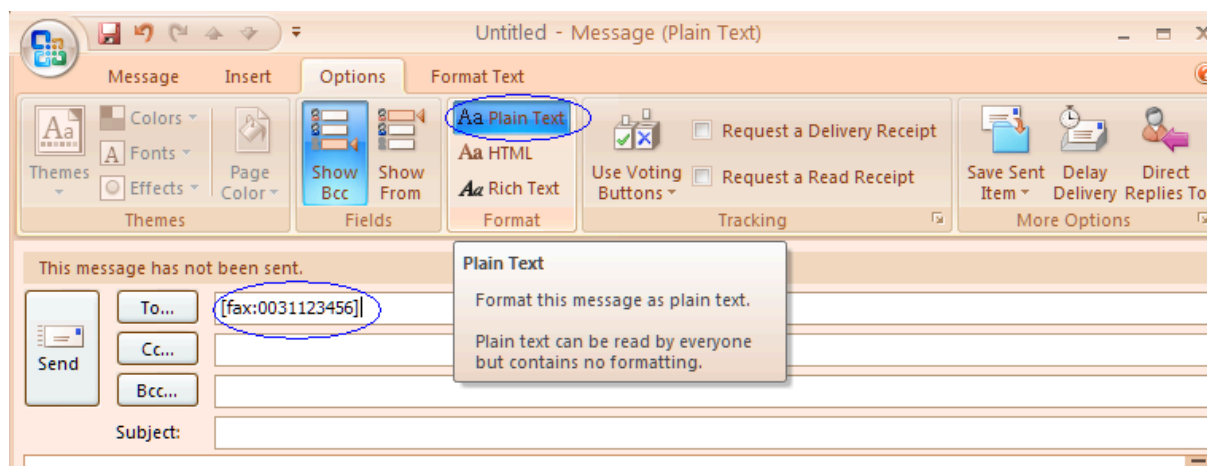 Untitled - Message (Plain Text)
Message Insert Options Format Text
Colors
Fonts
Effects
Aa
Themes
Page
Color
Themes
Show
Bcc
Show
From
Fields
Aa Plain Text
Aa HTML
Aa Rich Text
Format
Use Voting
Buttons
Request a Delivery Receipt
Request a Read Receipt
Tracking
Save Sent
Item
Delay
Delivery
Direct
Replies To
More Options
This message has not been sent.
Send
To... [fax:0031123456]
Cc...
Bcc...
Subject:
Plain Text
Format this message as plain text.
Plain text can be read by everyone
but contains no formatting.